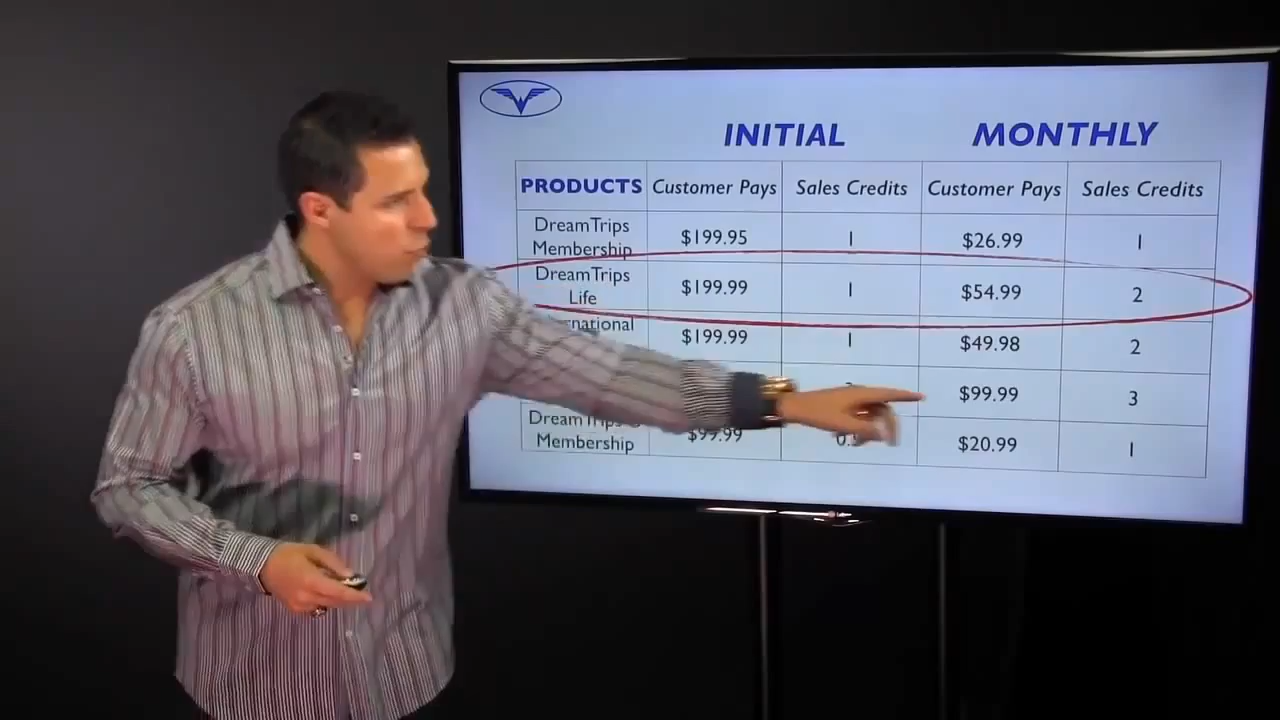 INITIAL MONTHLY
PRODUCTS Customer Pays Sales Credits Customer Pays Sales Credits
DreamTrips
Membership $199.95 1 $26.99 1
DreamTrips
Life $199.99 1 $54.99 2
$199.99 1 $49.98 2
$99.99 3
DreamTrips
Membership $99.99 $20.99 1